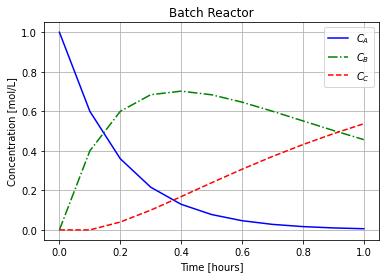 Batch Reactor
Concentration [mol/L]
1.0
0.8
0.6
0.4
0.2
0.0
C_A
C_B
C_C
0.0 0.2 0.4 0.6 0.8 1.0
Time [hours]